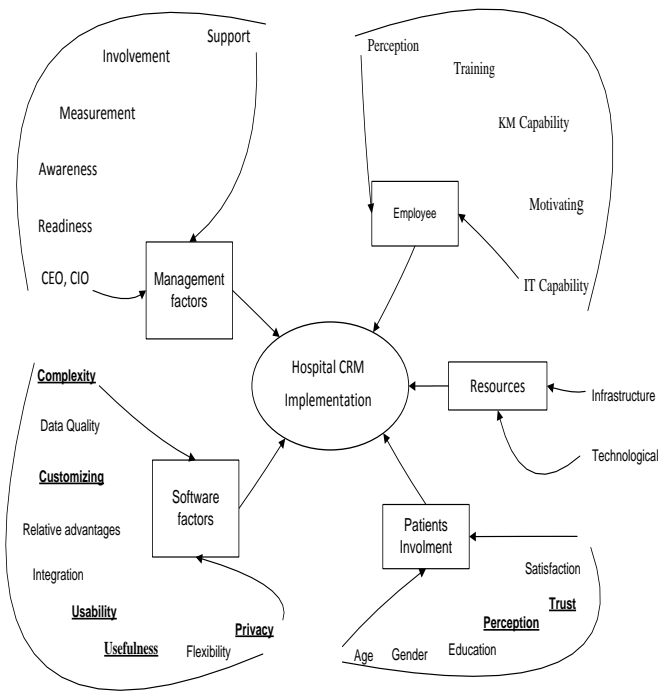 Support
Involvement
Measurement
Awareness
Readiness
CEO, CIO
Management
factors
Perception
Training
KM Capability
Motivating
IT Capability
Employee
Hospital CRM
Implementation
Resources
Infrastructure
Technological
Complexity
Data Quality
Customizing
Relative advantages
Integration
Usability
Usefulness
Flexibility
Privacy
Software
factors
Patients
Involment
Satisfaction
Trust
Perception
Education
Gender
Age